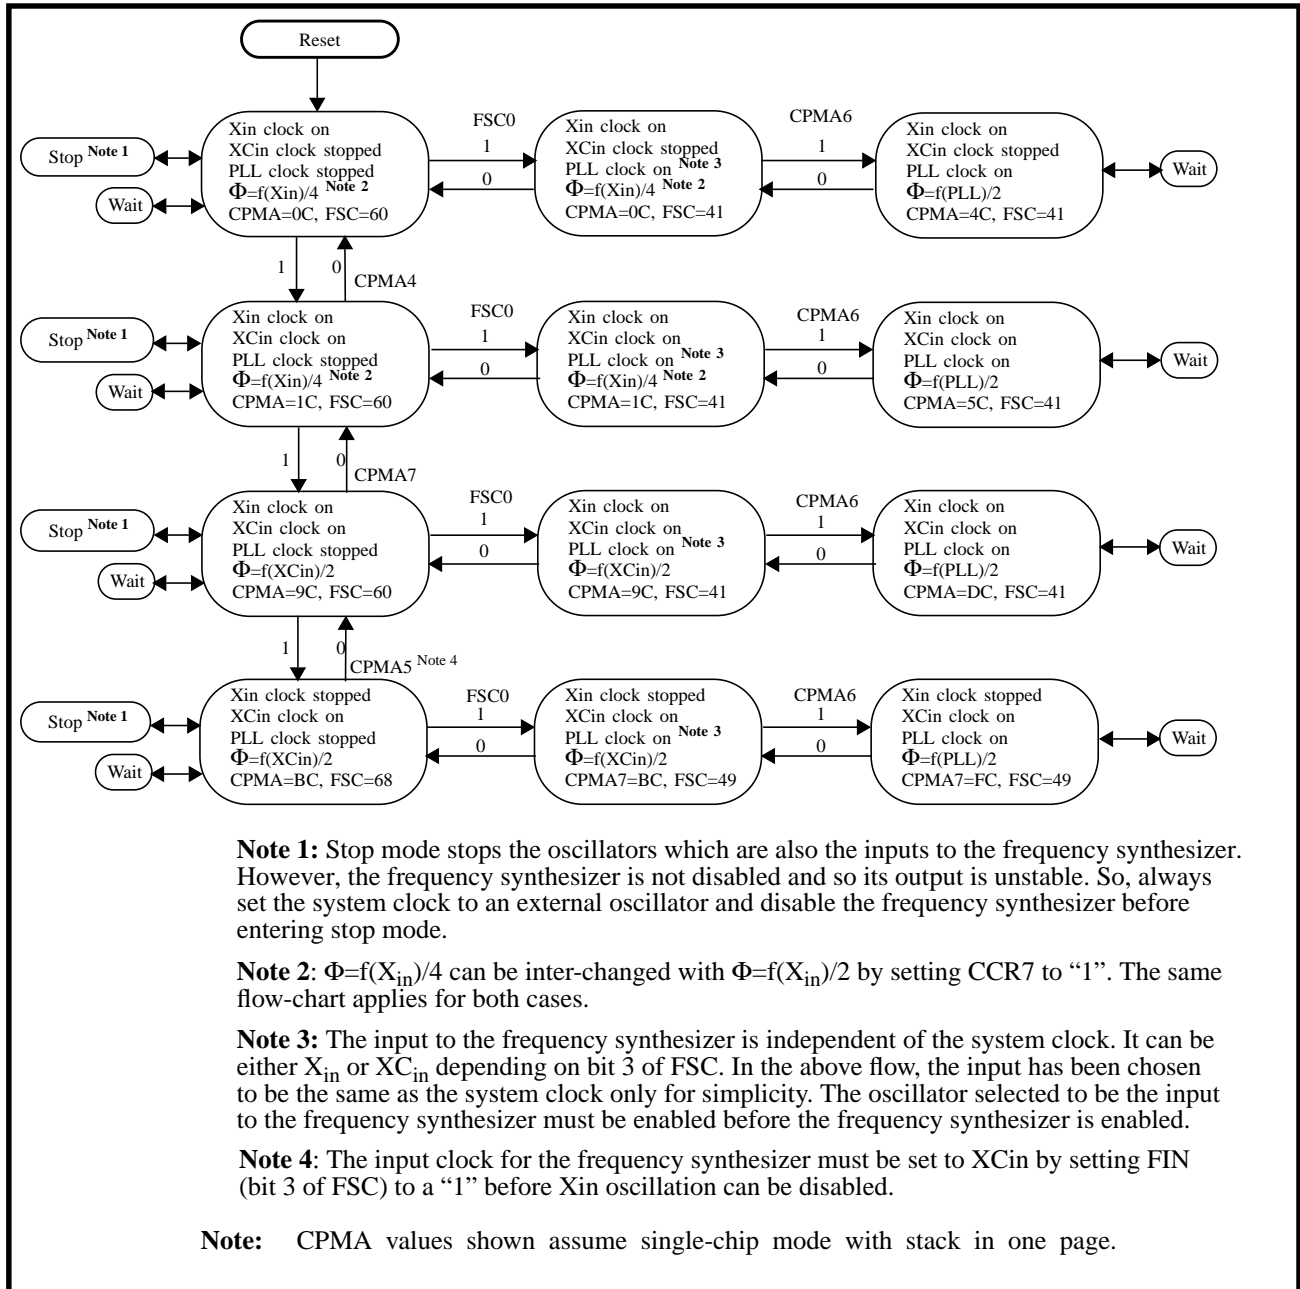 Reset
Stop Note 1
Wait
Xin clock on
XCin clock stopped
PLL clock stopped
Φ=f(Xin)/4 Note 2
CPMA=0C, FSC=60
FSC0
1
0
Xin clock on
XCin clock stopped
PLL clock on Note 3
Φ=f(Xin)/4 Note 2
CPMA=0C, FSC=41
CPMA6
1
0
Xin clock on
XCin clock stopped
PLL clock on
Φ=f(PLL)/2
CPMA=4C, FSC=41
Wait
1
0
CPMA4
Stop Note 1
Wait
Xin clock on
XCin clock on
PLL clock stopped
Φ=f(Xin)/4 Note 2
CPMA=1C, FSC=60
FSC0
1
0
Xin clock on
XCin clock on
PLL clock on Note 3
Φ=f(Xin)/4 Note 2
CPMA=1C, FSC=41
CPMA6
1
0
Xin clock on
XCin clock on
PLL clock on
Φ=f(PLL)/2
CPMA=5C, FSC=41
Wait
1
0
CPMA7
Stop Note 1
Wait
Xin clock on
XCin clock on
PLL clock stopped
Φ=f(XCin)/2
CPMA=9C, FSC=60
FSC0
1
0
Xin clock on
XCin clock on
PLL clock on Note 3
Φ=f(XCin)/2
CPMA=9C, FSC=41
CPMA6
1
0
Xin clock on
XCin clock on
PLL clock on
Φ=f(PLL)/2
CPMA=DC, FSC=41
Wait
1
0
CPMA5 Note 4
Stop Note 1
Wait
Xin clock stopped
XCin clock on
PLL clock stopped
Φ=f(XCin)/2
CPMA=BC, FSC=68
FSC0
1
0
Xin clock stopped
XCin clock on
PLL clock on Note 3
Φ=f(XCin)/2
CPMA7=BC, FSC=49
CPMA6
1
0
Xin clock stopped
XCin clock on
PLL clock on
Φ=f(PLL)/2
CPMA7=FC, FSC=49
Wait
Note 1: Stop mode stops the oscillators which are also the inputs to the frequency synthesizer.
However, the frequency synthesizer is not disabled and so its output is unstable. So, always
set the system clock to an external oscillator and disable the frequency synthesizer before
entering stop mode.
Note 2: Φ=f(Xin)/4 can be inter-changed with Φ=f(Xin)/2 by setting CCR7 to “1”. The same
flow-chart applies for both cases.
Note 3: The input to the frequency synthesizer is independent of the system clock. It can be
either Xin or XCin depending on bit 3 of FSC. In the above flow, the input has been chosen
to be the same as the system clock only for simplicity. The oscillator selected to be the input
to the frequency synthesizer must be enabled before the frequency synthesizer is enabled.
Note 4: The input clock for the frequency synthesizer must be set to XCin by setting FIN
(bit 3 of FSC) to a “1” before Xin oscillation can be disabled.
Note: CPMA values shown assume single-chip mode with stack in one page.